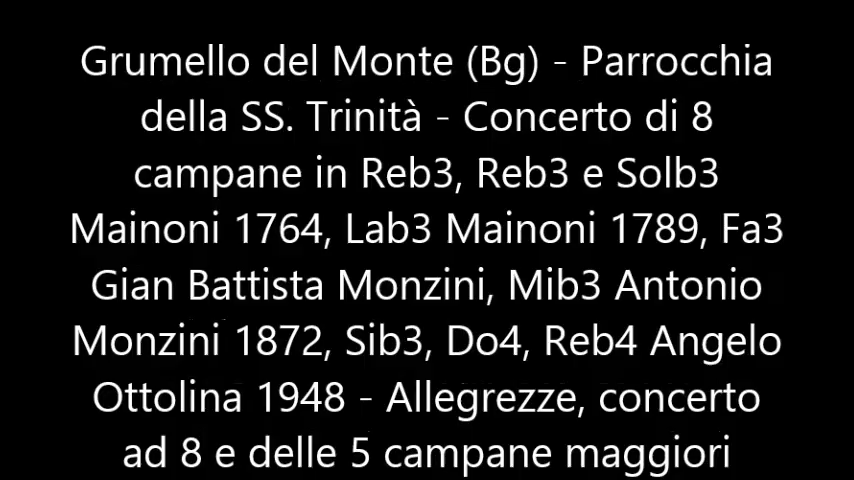 Grumello del Monte (Bg) - Parrocchia
della SS. Trinità - Concerto di 8
campane in Reb3, Reb3 e Solb3
Mainoni 1764, Lab3 Mainoni 1789, Fa3
Gian Battista Monzini, Mib3 Antonio
Monzini 1872, Sib3, Do4, Reb4 Angelo
Ottolina 1948 - Allegrezze, concerto
ad 8 e delle 5 campane maggiori